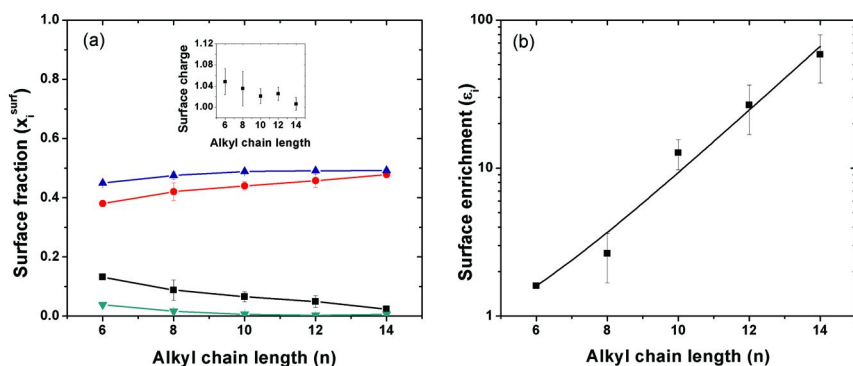 (a)
1.0
0.8
0.6
0.4
0.2
0.0
Surface fraction (x_i^surf)
6 8 10 12 14
Alkyl chain length (n)
1.12
1.08
1.04
1.00
Surface charge
6 8 10 12 14
Alkyl chain length
(b)
100
10
1
Surface enrichment (ε_i)
6 8 10 12 14
Alkyl chain length (n)